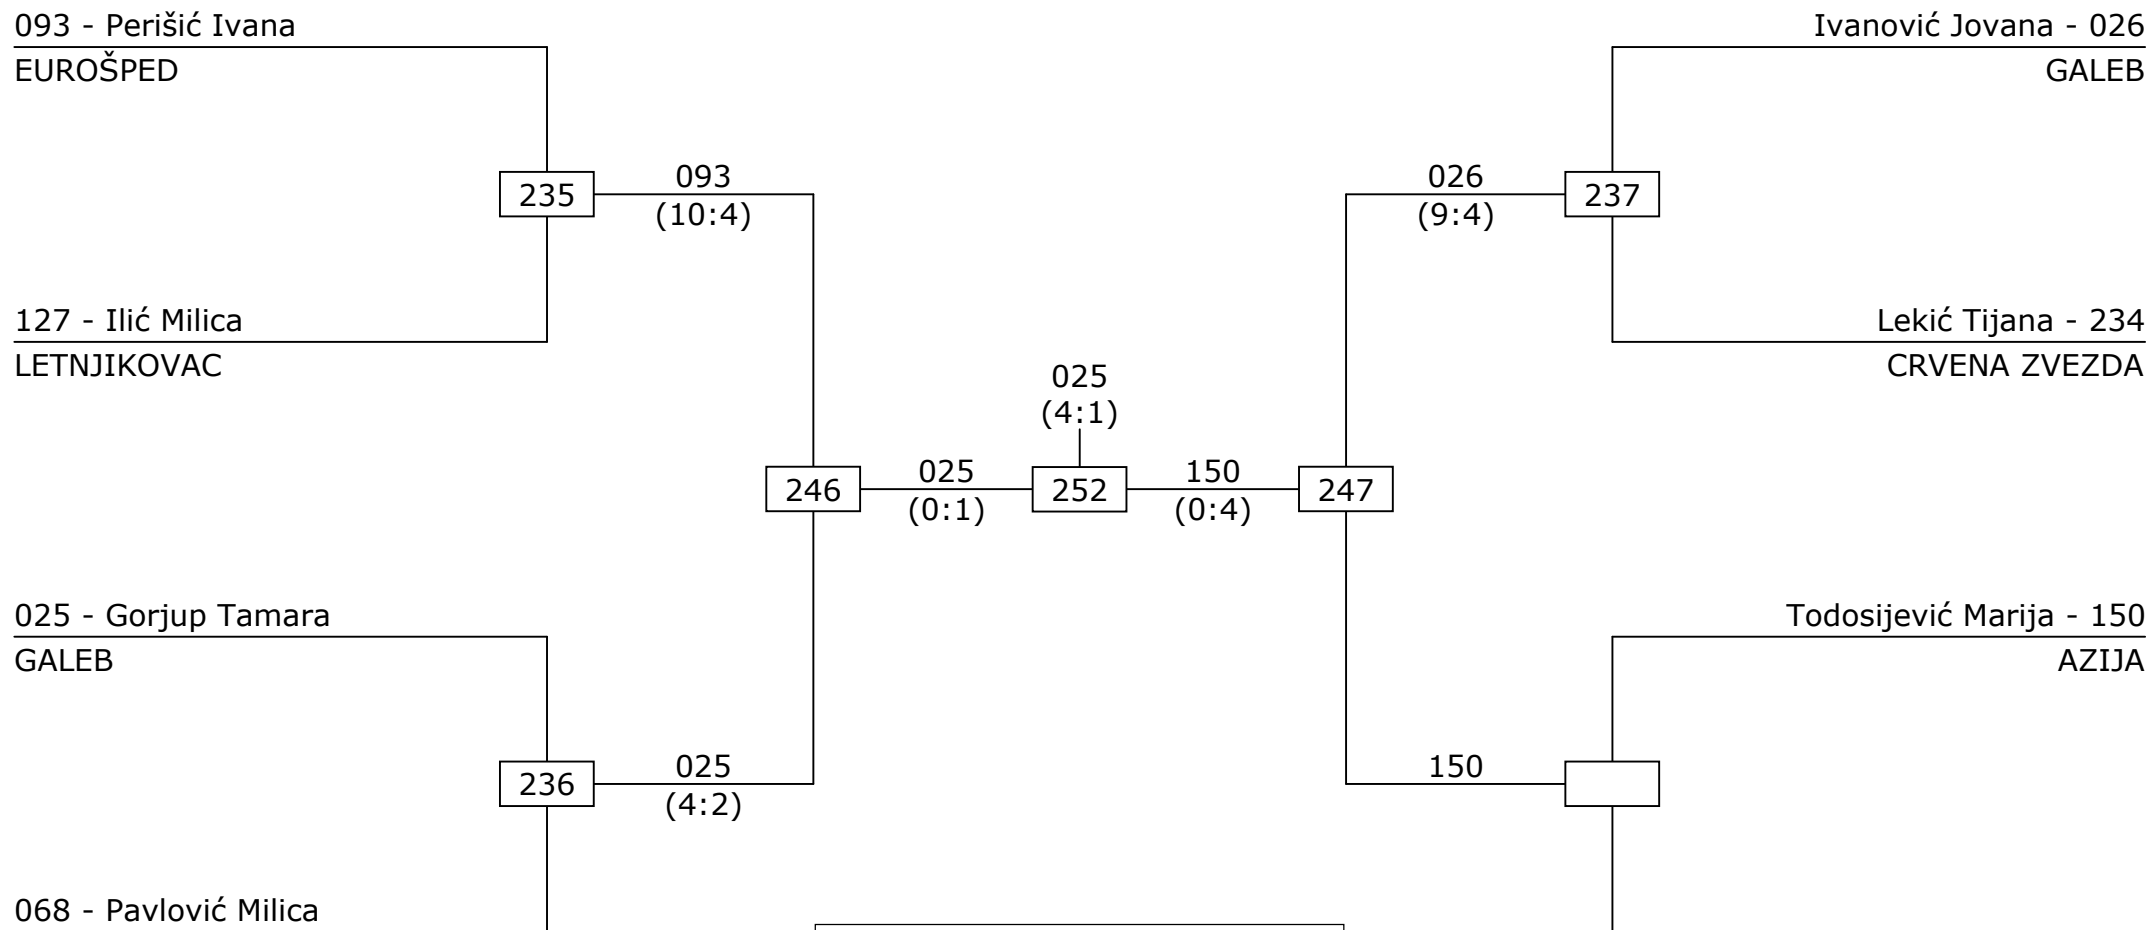 093 - Perišić Ivana
EUROŠPED
Ivanović Jovana - 026
GALEB
235
093
(10:4)
026
(9:4)
237
127 - Ilić Milica
LETNJIKOVAC
Lekić Tijana - 234
CRVENA ZVEZDA
025
(4:1)
246
025
(0:1)
252
150
(0:4)
247
025 - Gorjup Tamara
GALEB
Todosijević Marija - 150
AZIJA
236
025
(4:2)
150
068 - Pavlović Milica